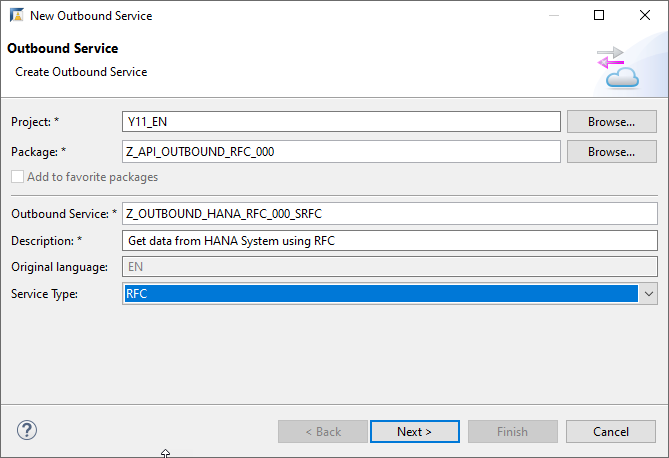 New Outbound Service
Outbound Service
Create Outbound Service
Project: * Y11_EN Browse...
Package: * Z_API_OUTBOUND_RFC_000 Browse...
Add to favorite packages
Outbound Service: * Z_OUTBOUND_HANA_RFC_000_SRFC
Description: * Get data from HANA System using RFC
Original language: EN
Service Type: RFC
? < Back Next > Finish Cancel